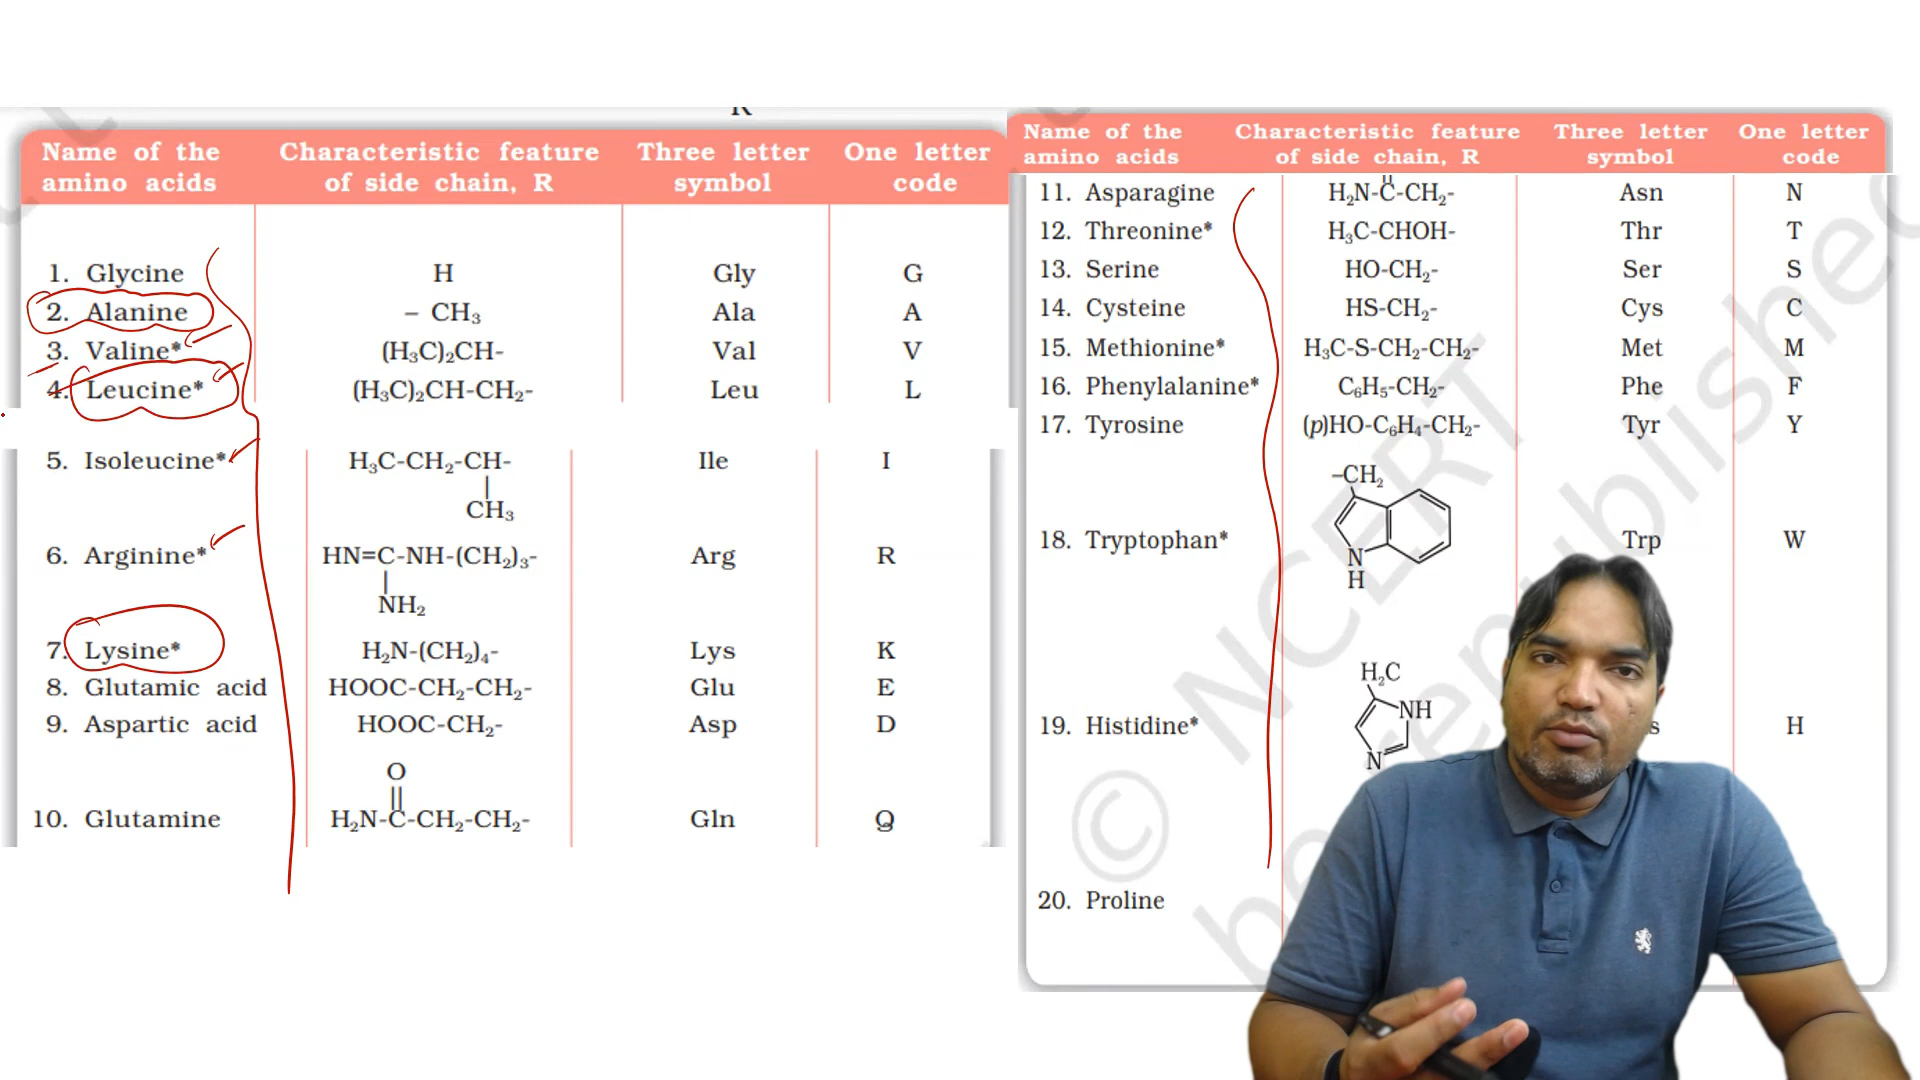 Name of the amino acids | Characteristic feature of side chain, R | Three letter symbol | One letter code
1. Glycine | H | Gly | G
2. Alanine | – CH₃ | Ala | A
3. Valine* | (H₃C)₂CH- | Val | V
4. Leucine* | (H₃C)₂CH-CH₂- | Leu | L
5. Isoleucine* | H₃C-CH₂-CH- | Ile | I
|
CH₃
6. Arginine* | HN=C-NH-(CH₂)₃- | Arg | R
|
NH₂
7. Lysine* | H₂N-(CH₂)₄- | Lys | K
8. Glutamic acid | HOOC-CH₂-CH₂- | Glu | E
9. Aspartic acid | HOOC-CH₂- | Asp | D
O
||
10. Glutamine | H₂N-C-CH₂-CH₂- | Gln | Q
Name of the amino acids | Characteristic feature of side chain, R | Three letter symbol | One letter code
11. Asparagine | H₂N-C-CH₂- | Asn | N
12. Threonine* | H₃C-CHOH- | Thr | T
13. Serine | HO-CH₂- | Ser | S
14. Cysteine | HS-CH₂- | Cys | C
15. Methionine* | H₃C-S-CH₂-CH₂- | Met | M
16. Phenylalanine* | C₆H₅-CH₂- | Phe | F
17. Tyrosine | (p)HO-C₆H₄-CH₂- | Tyr | Y
–CH₂
18. Tryptophan* | Trp | W
N
H
H₂C
NH
19. Histidine* | H
N
20. Proline
© NCERT